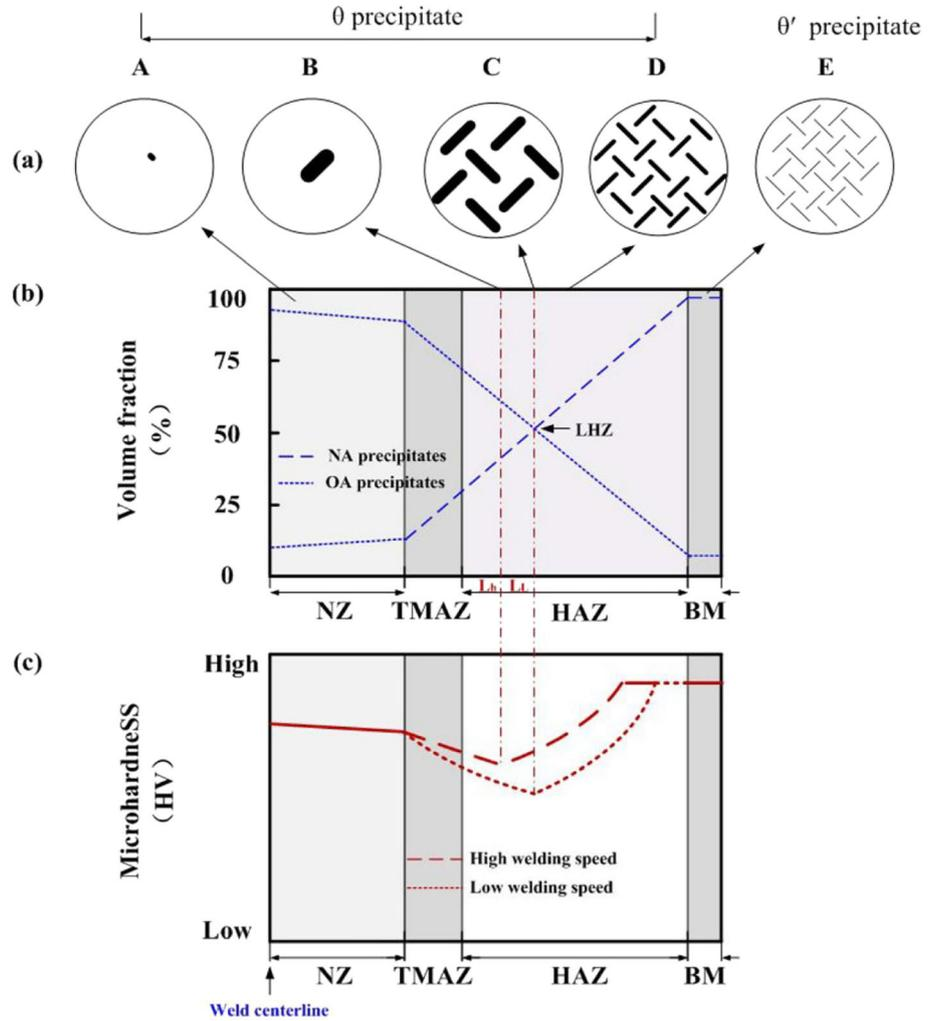 θ precipitate
θ′ precipitate
A B C D E
(a)
(b)
100
75
50
25
0
Volume fraction
(%)
LHZ
NA precipitates
OA precipitates
NZ TMAZ HAZ BM
(c)
High
Low
MicrohardneSS
(HV)
High welding speed
Low welding speed
NZ TMAZ HAZ BM
Weld centerline